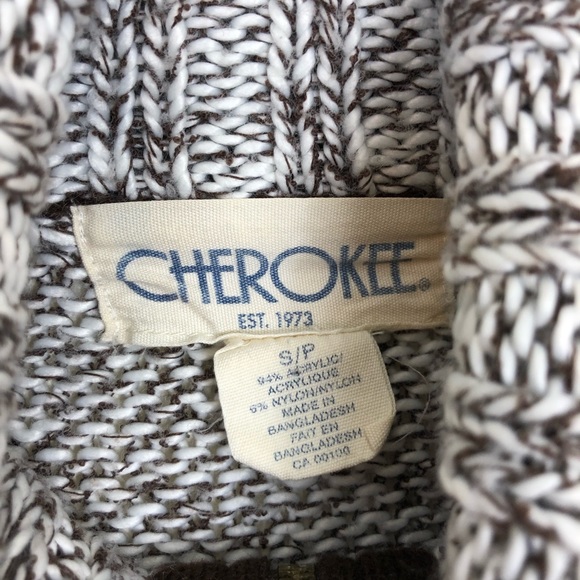 CHEROKEE®
EST. 1973
S/P
94% ACRYLIC/
ACRYLIQUE
6% NYLON/NYLON
MADE IN
BANGLADESH
FAIT EN
BANGLADESH
CA 00100